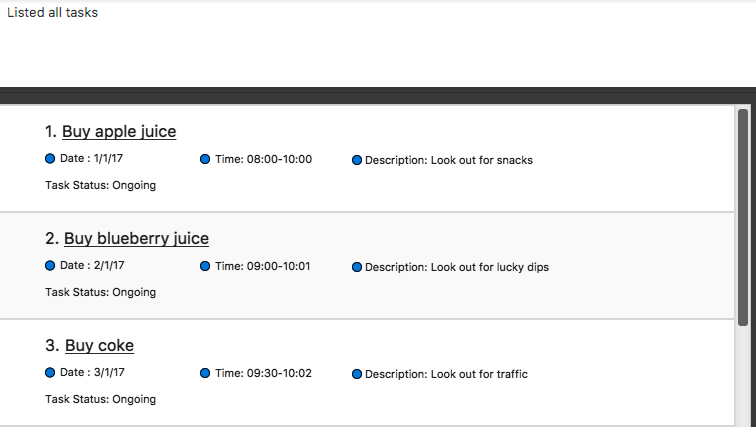 Listed all tasks
1. Buy apple juice
Date : 1/1/17 Time: 08:00-10:00 Description: Look out for snacks
Task Status: Ongoing
2. Buy blueberry juice
Date : 2/1/17 Time: 09:00-10:01 Description: Look out for lucky dips
Task Status: Ongoing
3. Buy coke
Date : 3/1/17 Time: 09:30-10:02 Description: Look out for traffic
Task Status: Ongoing